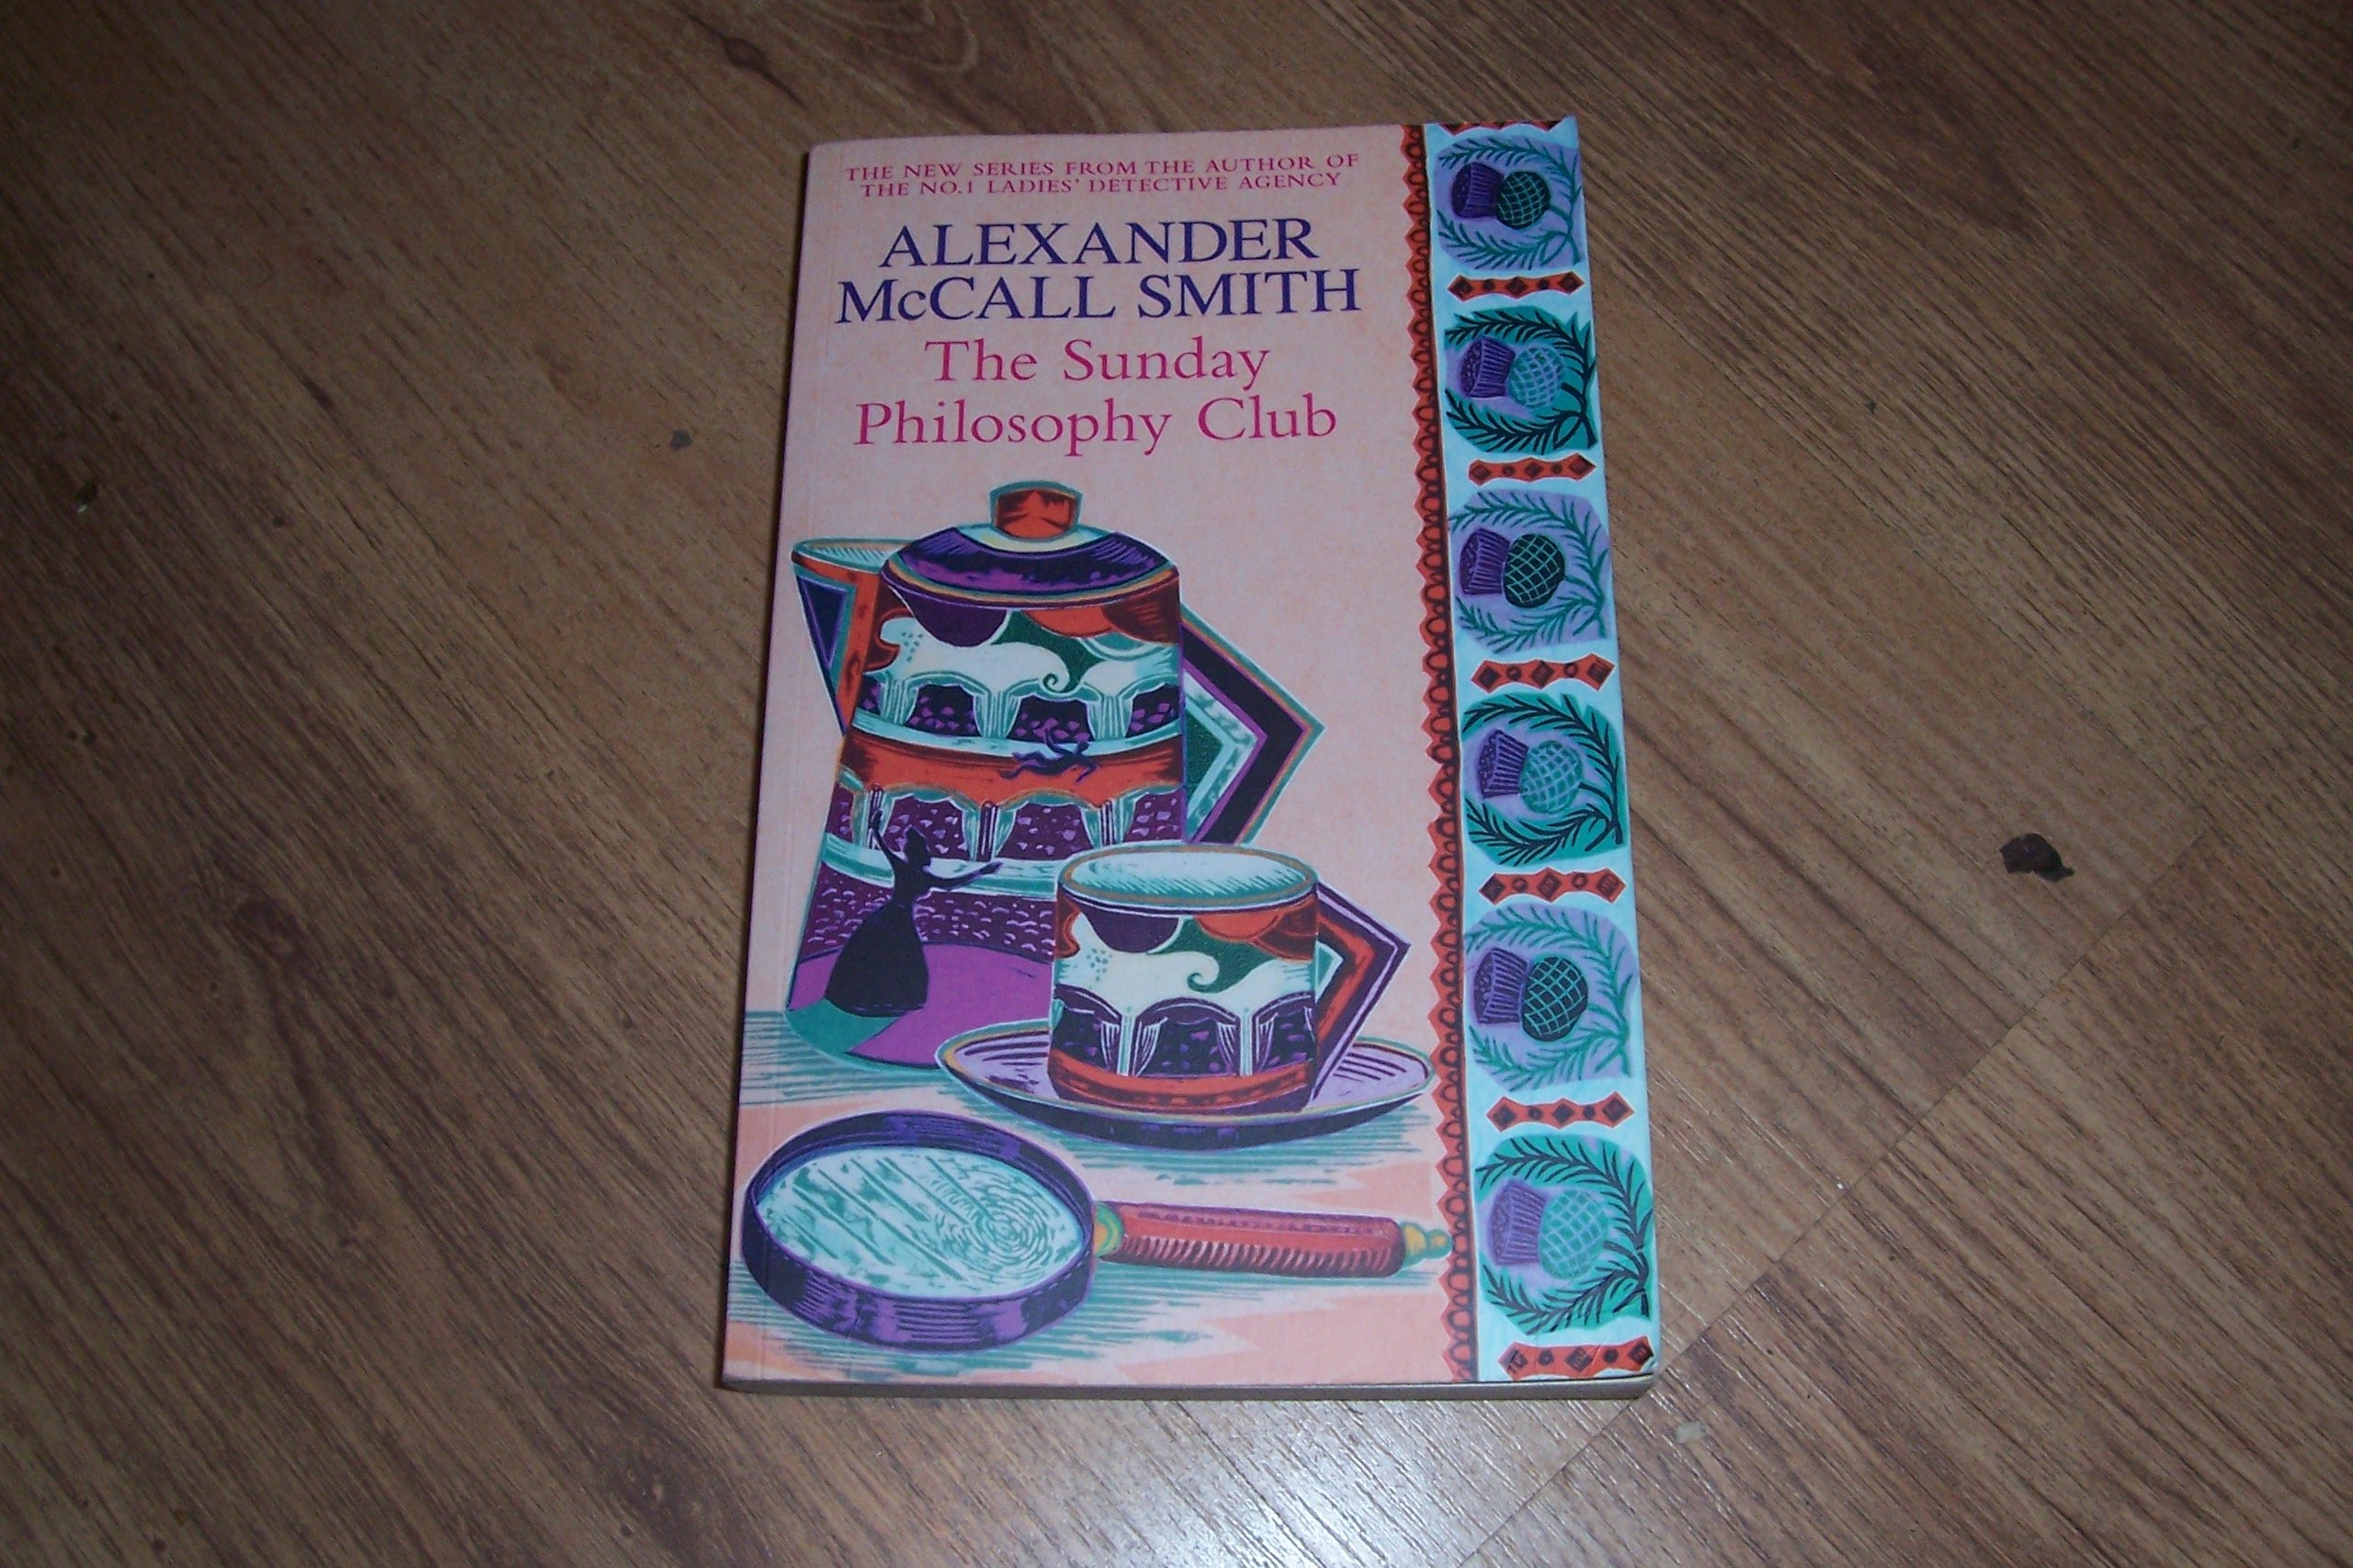 THE NEW SERIES FROM THE AUTHOR OF
THE NO.1 LADIES' DETECTIVE AGENCY
ALEXANDER
McCALL SMITH
The Sunday
Philosophy Club